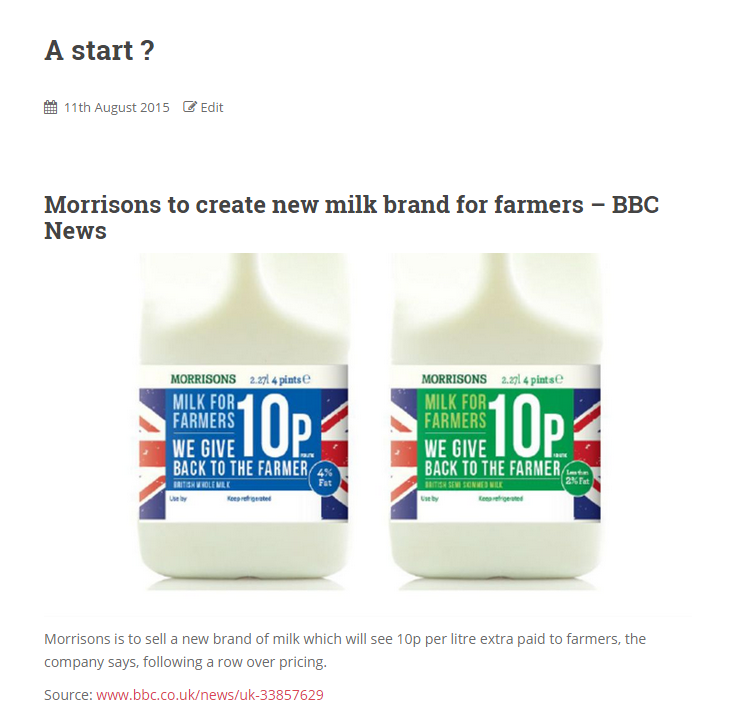 A start ?
11th August 2015 Edit
Morrisons to create new milk brand for farmers – BBC
News
MORRISONS 2.27l 4 pints e
MILK FOR
FARMERS
10p
WE GIVE
BACK TO THE FARMER
4%
Fat
BRITISH WHOLE MILK
Use by Keep refrigerated
MORRISONS 2.27l 4 pints e
MILK FOR
FARMERS
10p
WE GIVE
BACK TO THE FARMER
Less than
2% Fat
BRITISH SEMI SKIMMED MILK
Use by Keep refrigerated
Morrisons is to sell a new brand of milk which will see 10p per litre extra paid to farmers, the
company says, following a row over pricing.
Source: www.bbc.co.uk/news/uk-33857629